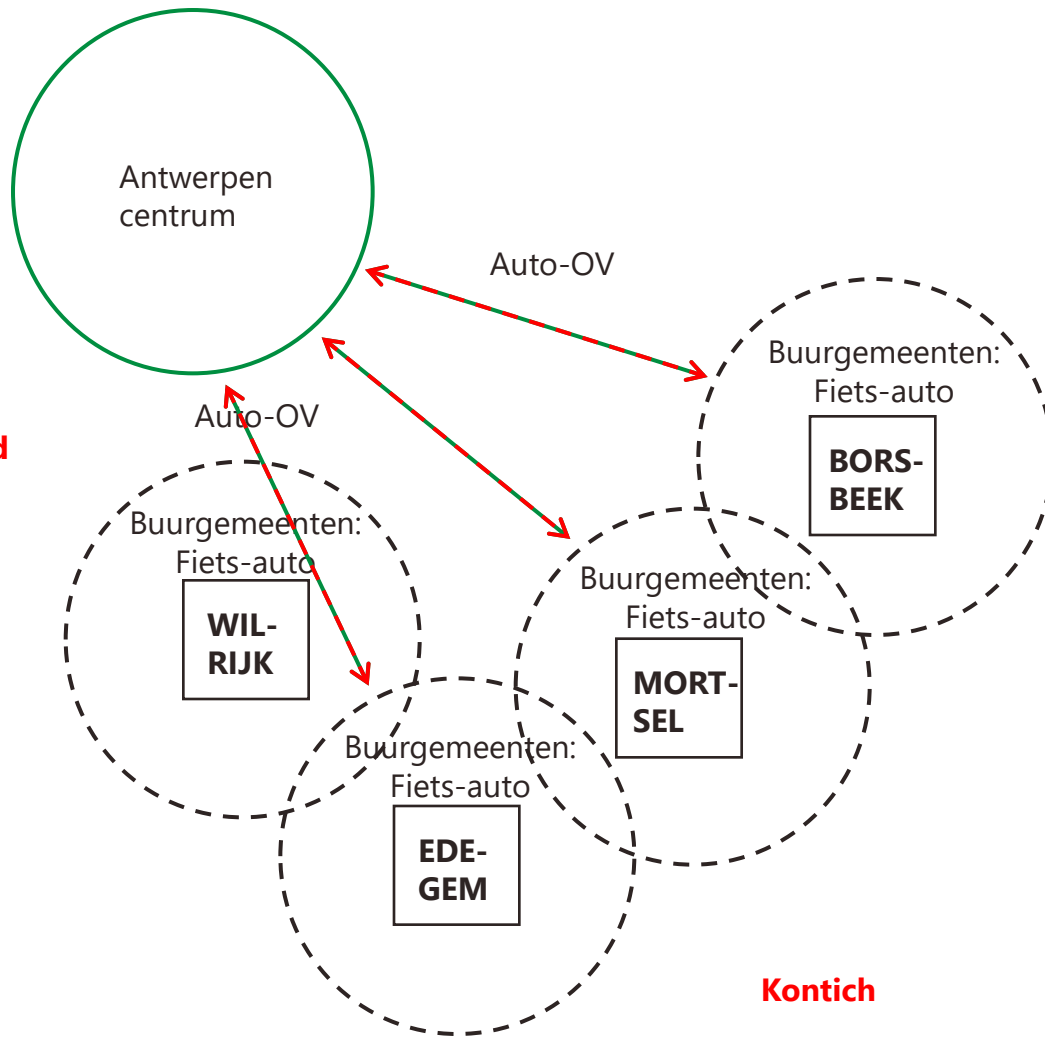 Antwerpen
centrum
Auto-OV
Buurgemeenten:
Fiets-auto
BORS-
BEEK
Auto-OV
d
Buurgemeenten:
Fiets-auto
WIL-
RIJK
Buurgemeenten:
Fiets-auto
MORT-
SEL
Buurgemeenten:
Fiets-auto
EDE-
GEM
Kontich